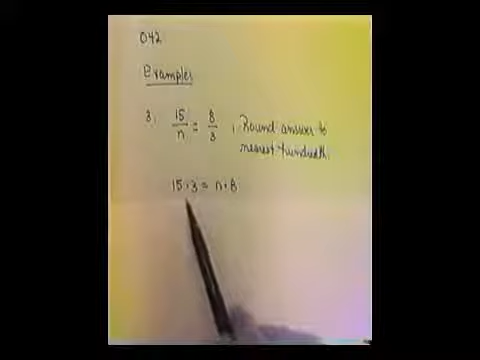 042
Examples
3. 15/n = 8/3 , Round answer to
nearest hundredth.
15·3 = n·8